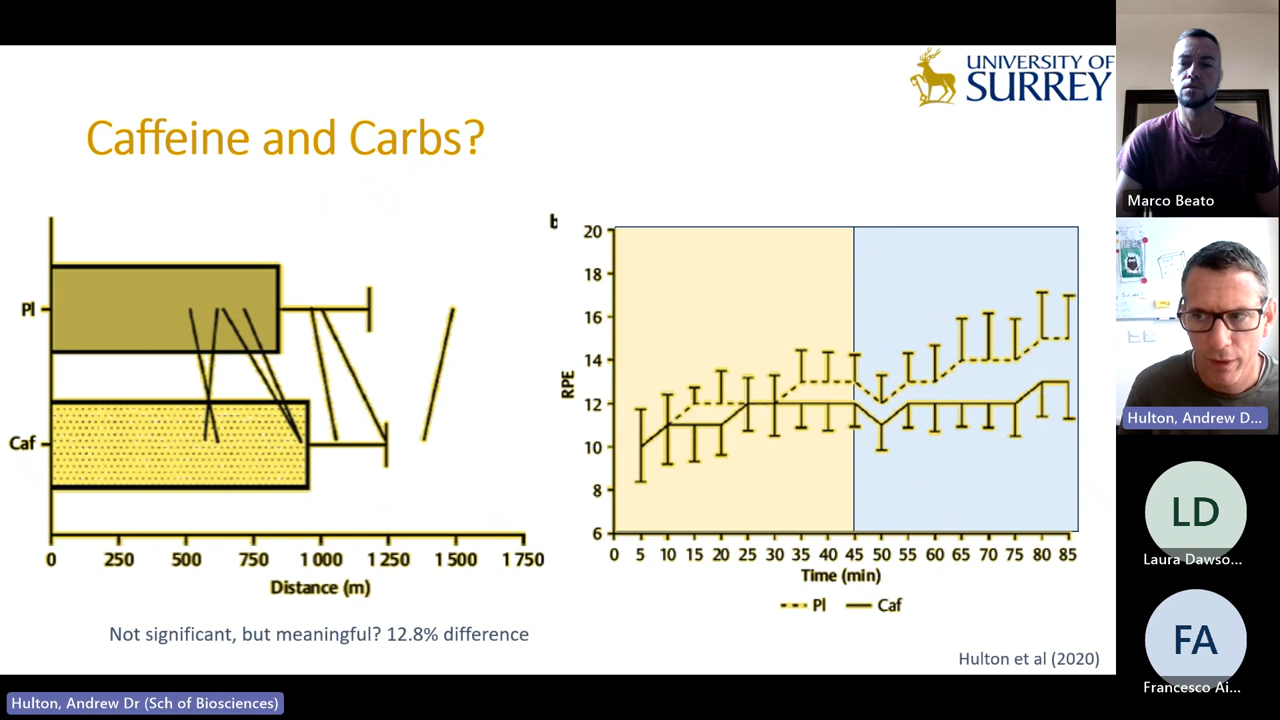 UNIVERSITY OF
SURREY
Caffeine and Carbs?
Pl
Caf
0 250 500 750 1 000 1 250 1 500 1 750
Distance (m)
Not significant, but meaningful? 12.8% difference
b
20
18
16
14
12
10
8
6
RPE
0 5 10 15 20 25 30 35 40 45 50 55 60 65 70 75 80 85
Time (min)
Pl Caf
Hulton et al (2020)
Marco Beato
Hulton, Andrew D...
LD
Laura Dawso...
FA
Francesco Ai...
Hulton, Andrew Dr (Sch of Biosciences)